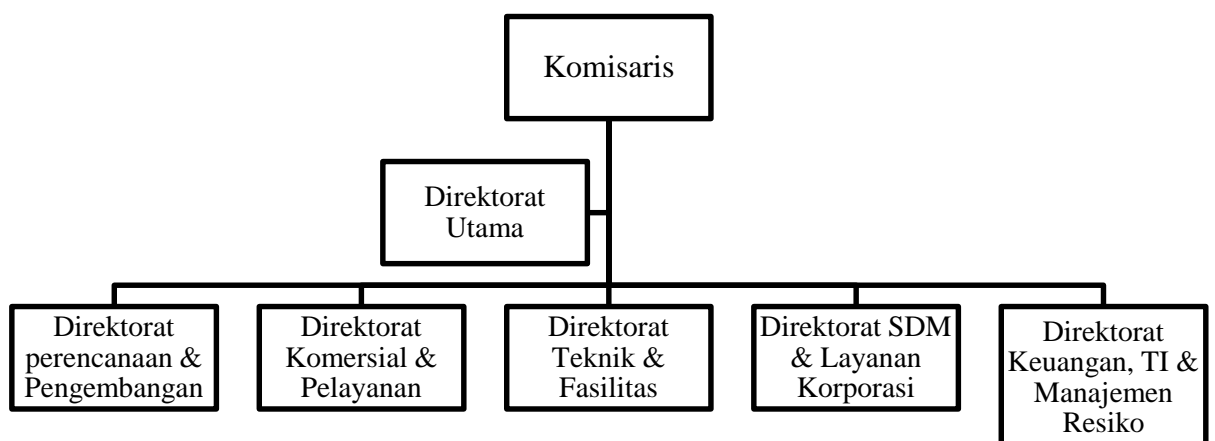 Komisaris
Direktorat
Utama
Direktorat
perencanaan &
Pengembangan
Direktorat
Komersial &
Pelayanan
Direktorat
Teknik &
Fasilitas
Direktorat SDM
& Layanan
Korporasi
Direktorat
Keuangan, TI &
Manajemen
Resiko